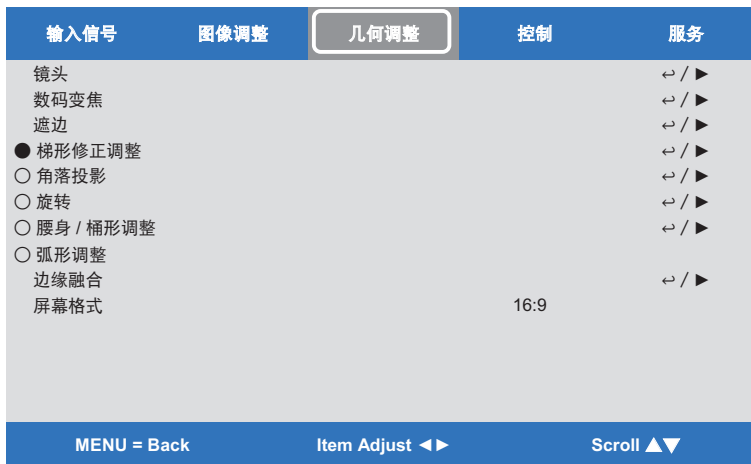 输入信号 图像调整 几何调整 控制 服务
镜头 ↩ / ▶
数码变焦 ↩ / ▶
遮边 ↩ / ▶
● 梯形修正调整 ↩ / ▶
○ 角落投影 ↩ / ▶
○ 旋转 ↩ / ▶
○ 腰身 / 桶形调整 ↩ / ▶
○ 弧形调整
边缘融合 ↩ / ▶
屏幕格式 16:9
MENU = Back Item Adjust ◀▶ Scroll ▲▼